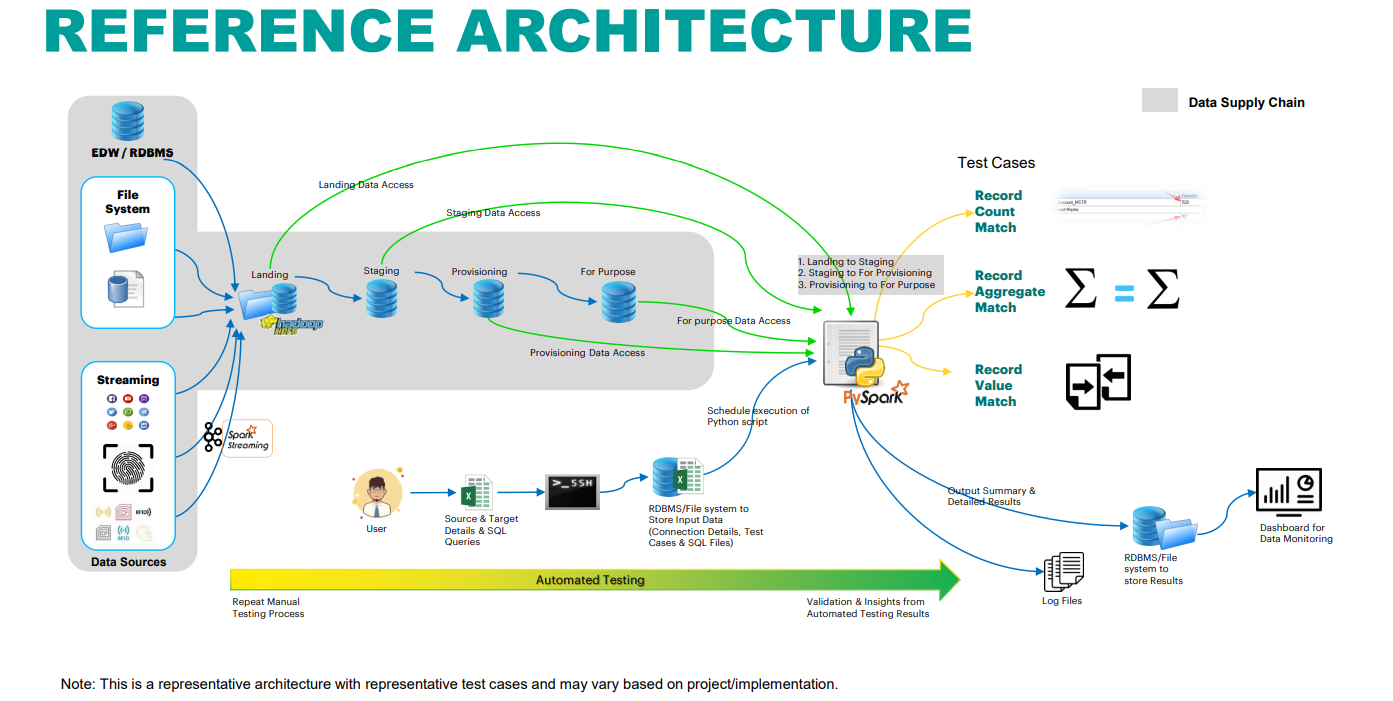 REFERENCE ARCHITECTURE
Data Supply Chain
EDW / RDBMS
File
System
Streaming
RFID)
RFID
Data Sources
Spark
Streaming
Landing Data Access
Staging Data Access
Landing
Staging
Provisioning
For Purpose
hadoop
For purpose Data Access
Provisioning Data Access
1. Landing to Staging
2. Staging to For Provisioning
3. Provisioning to For Purpose
PySpark
Test Cases
Record
Count
Match
520
Record
Aggregate
Match
Σ = Σ
Record
Value
Match
Schedule execution of
Python script
User
X
Source & Target
Details & SQL
Queries
>_SSH
X
RDBMS/File system to
Store Input Data
(Connection Details, Test
Cases & SQL Files)
Output Summary &
Detailed Results
Log Files
RDBMS/File
system to
store Results
Dashboard for
Data Monitoring
Automated Testing
Repeat Manual
Testing Process
Validation & Insights from
Automated Testing Results
Note: This is a representative architecture with representative test cases and may vary based on project/implementation.